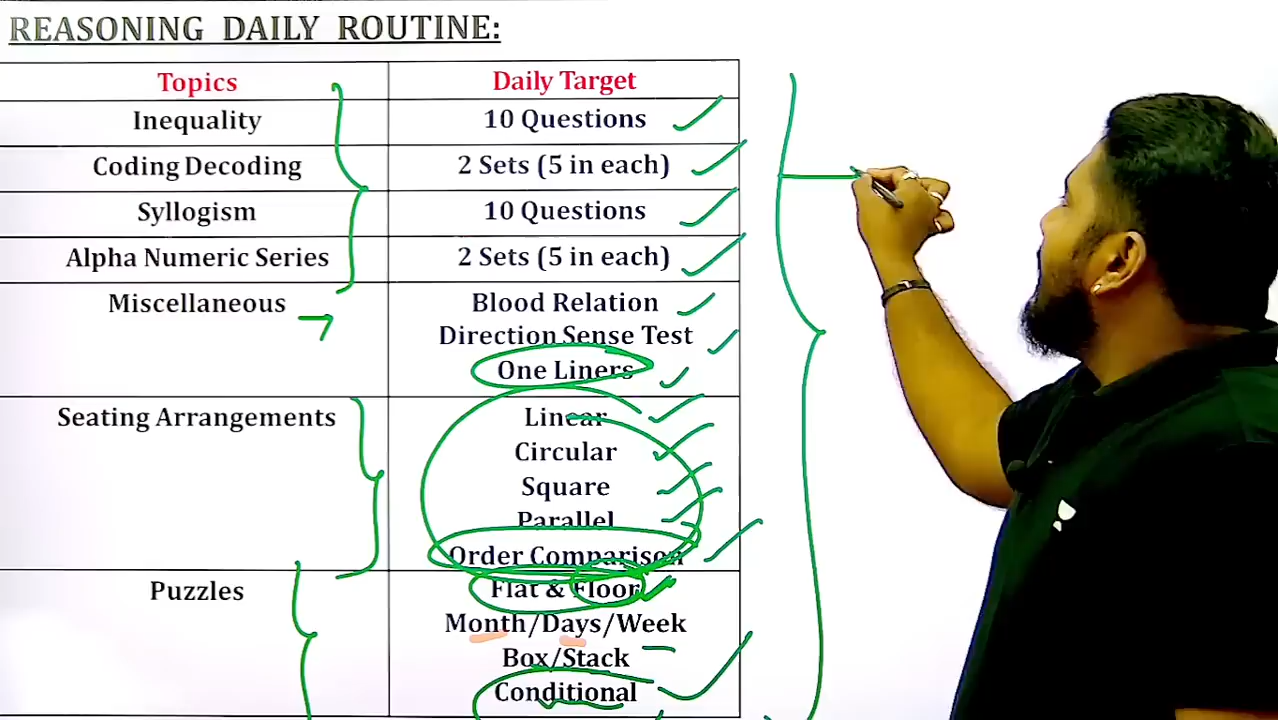 REASONING DAILY ROUTINE:
Topics Daily Target
Inequality 10 Questions
Coding Decoding 2 Sets (5 in each)
Syllogism 10 Questions
Alpha Numeric Series 2 Sets (5 in each)
Miscellaneous Blood Relation
Direction Sense Test
One Liners
Seating Arrangements Linear
Circular
Square
Parallel
Order Comparison
Puzzles Flat & Floor
Month/Days/Week
Box/Stack
Conditional